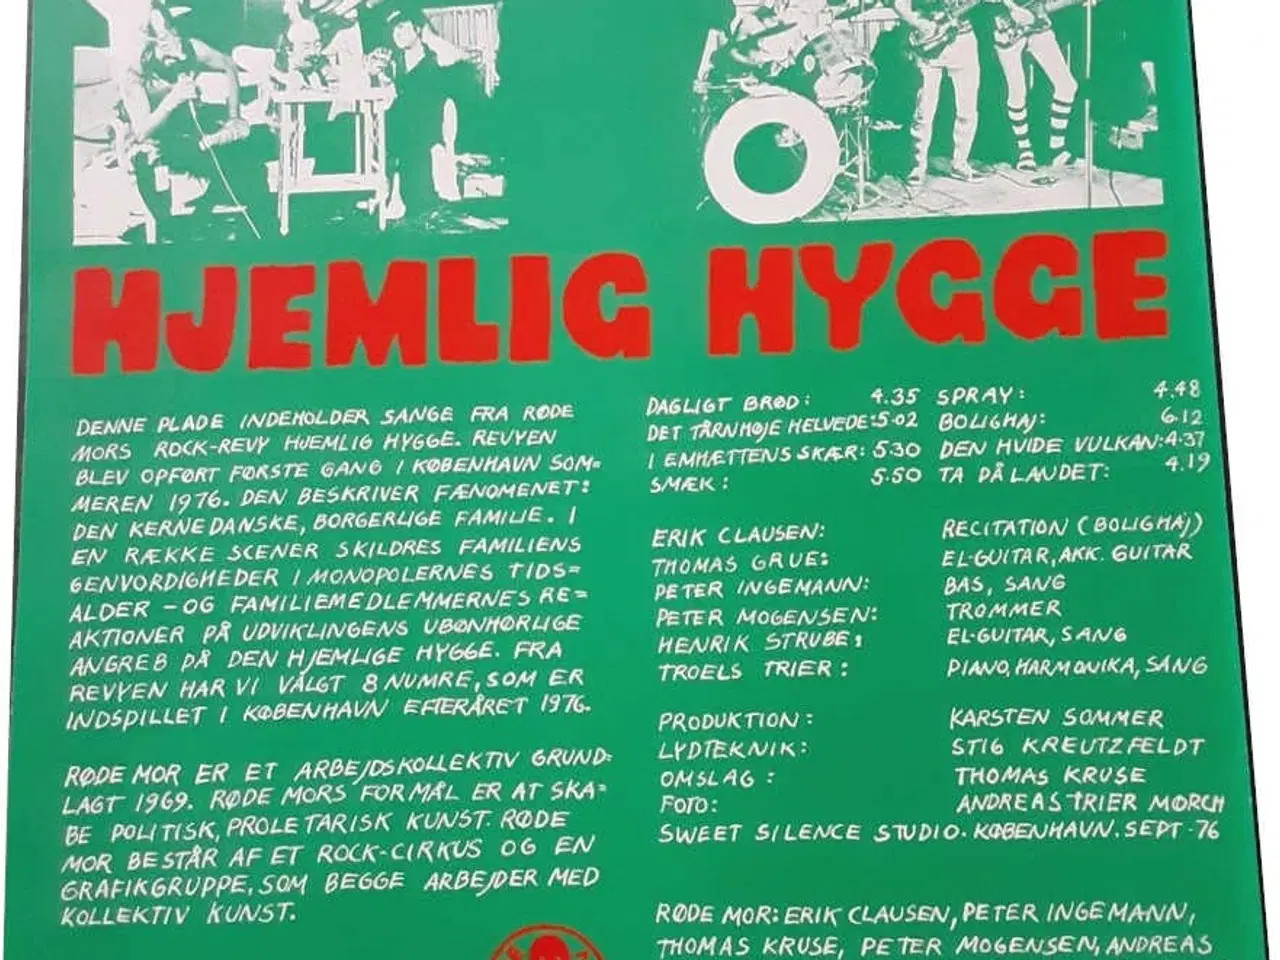 HJEMLIG HYGGE
DENNE PLADE INDEHOLDER SANGE FRA RØDE
MORS ROCK-REVY HJEMLIG HYGGE. REVYEN
BLEV OPFØRT FØRSTE GANG I KØBENHAVN SOM=
MEREN 1976. DEN BESKRIVER FÆNOMENET:
DEN KERNEDANSKE, BORGERLIGE FAMILIE. I
EN RÆKKE SCENER SKILDRES FAMILIENS
GENVORDIGHEDER I MONOPOLERNES TIDS=
ALDER - OG FAMILIEMEDLEMMERNES RE=
AKTIONER PÅ UDVIKLINGENS UBØNHØRLIGE
ANGREB PÅ DEN HJEMLIGE HYGGE. FRA
REVYEN HAR VI VALGT 8 NUMRE, SOM ER
INDSPILLET I KØBENHAVN EFTERÅRET 1976.
RØDE MOR ER ET ARBEJDSKOLLEKTIV GRUND=
LAGT 1969. RØDE MORS FORMÅL ER AT SKA=
BE POLITISK, PROLETARISK KUNST. RØDE
MOR BESTÅR AF ET ROCK-CIRKUS OG EN
GRAFIKGRUPPE, SOM BEGGE ARBEJDER MED
KOLLEKTIV KUNST.
DAGLIGT BRØD: 4.35 SPRAY: 4.48
DET TÅRNHØJE HELVEDE: 5.02 BOLIGHAJ: 6.12
I EMHÆTTENS SKÆR: 5.30 DEN HVIDE VULKAN: 4.37
SMÆK: 5.50 TA PÅ LANDET: 4.19
ERIK CLAUSEN: RECITATION (BOLIGHAJ)
THOMAS GRUE: EL-GUITAR, AKK. GUITAR
PETER INGEMANN: BAS, SANG
PETER MOGENSEN: TROMMER
HENRIK STRUBE: EL-GUITAR, SANG
TROELS TRIER: PIANO, HARMONIKA, SANG
PRODUKTION: KARSTEN SOMMER
LYDTEKNIK: STIG KREUTZFELDT
OMSLAG: THOMAS KRUSE
FOTO: ANDREAS TRIER MØRCH
SWEET SILENCE STUDIO. KØBENHAVN. SEPT-76
RØDE MOR: ERIK CLAUSEN, PETER INGEMANN,
THOMAS KRUSE, PETER MOGENSEN, ANDREAS